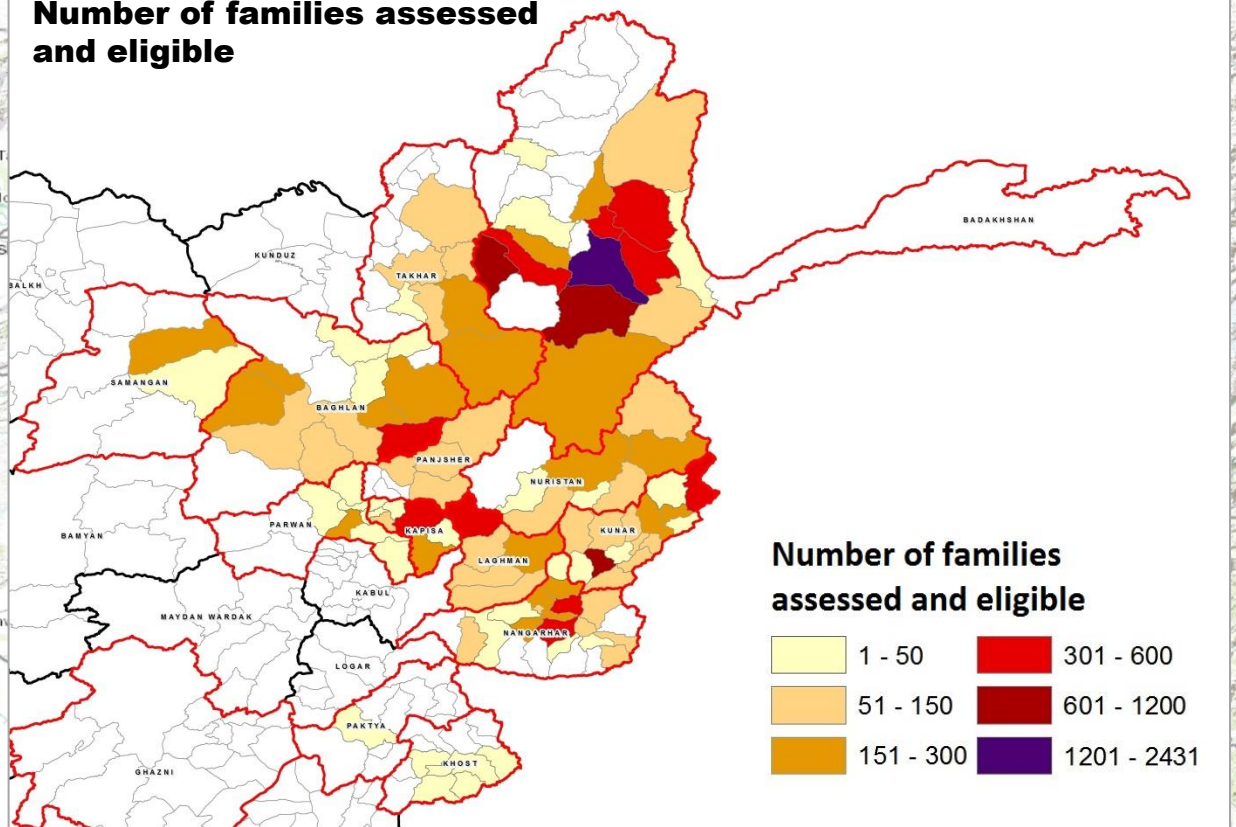 Number of families assessed
and eligible
BADAKHSHAN
KUNDUZ
TAKHAR
SAMANGAN
BAGHLAN
PANJSHER
NURISTAN
PARWAN
KAPISA
KUNAR
BAMYAN
LAGHMAN
KABUL
MAYDAN WARDAK
NANGARHAR
LOGAR
PAKTYA
KHOST
GHAZNI
Number of families
assessed and eligible
1 - 50
301 - 600
51 - 150
601 - 1200
151 - 300
1201 - 2431